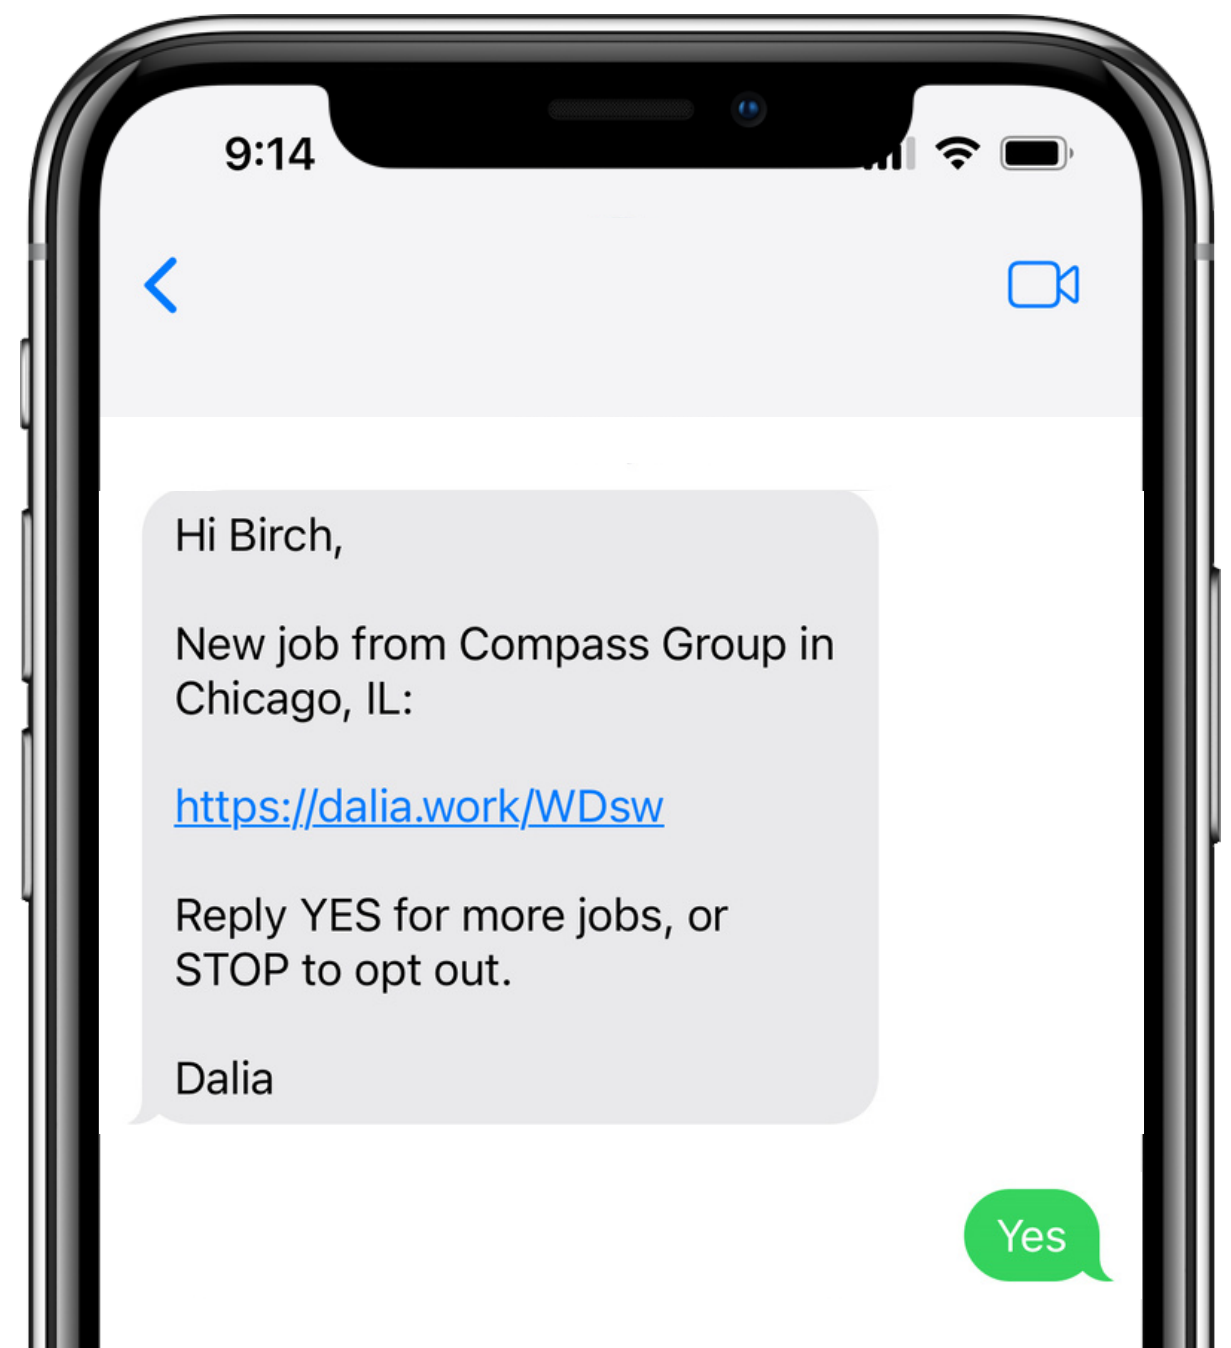 9:14
Hi Birch,
New job from Compass Group in
Chicago, IL:
https://dalia.work/WDsw
Reply YES for more jobs, or
STOP to opt out.
Dalia
Yes